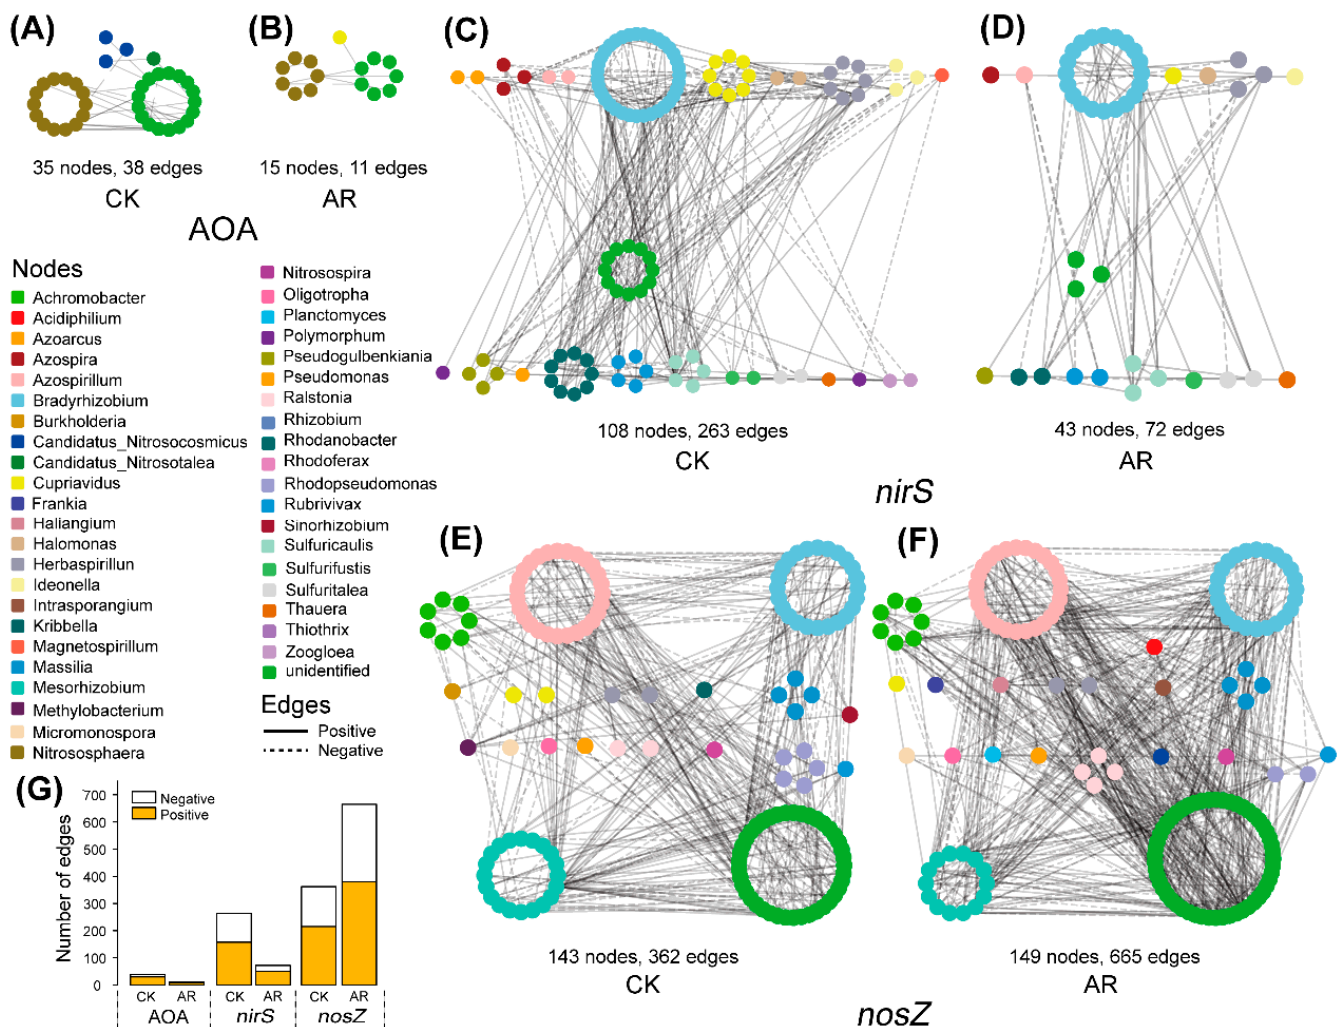 (A)
(B)
(C)
(D)
35 nodes, 38 edges
CK
15 nodes, 11 edges
AR
AOA
108 nodes, 263 edges
CK
43 nodes, 72 edges
AR
nirS
Nodes
Achromobacter
Acidiphilium
Azoarcus
Azospira
Azospirillum
Bradyrhizobium
Burkholderia
Candidatus_Nitrosocosmicus
Candidatus_Nitrosotalea
Cupriavidus
Frankia
Haliangium
Halomonas
Herbaspirillun
Ideonella
Intrasporangium
Kribbella
Magnetospirillum
Massilia
Mesorhizobium
Methylobacterium
Micromonospora
Nitrososphaera
Nitrosospira
Oligotropha
Planctomyces
Polymorphum
Pseudogulbenkiania
Pseudomonas
Ralstonia
Rhizobium
Rhodanobacter
Rhodoferax
Rhodopseudomonas
Rubrivivax
Sinorhizobium
Sulfuricaulis
Sulfurifustis
Sulfuritalea
Thauera
Thiothrix
Zoogloea
unidentified
Edges
Positive
Negative
(E)
(F)
143 nodes, 362 edges
CK
149 nodes, 665 edges
AR
nosZ
(G)
Number of edges
700
600
500
400
300
200
100
0
Negative
Positive
CK AR CK AR CK AR
AOA nirS nosZ